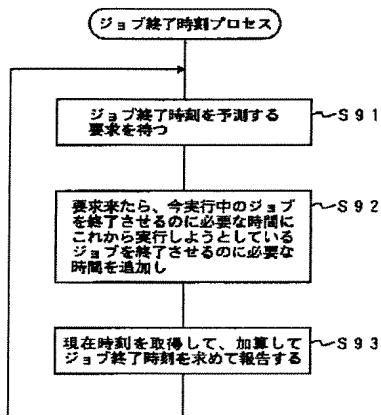 ジョブ終了時刻プロセス
ジョブ終了時刻を予測する
要求を待つ
S91
要求来たら、今実行中のジョブ
を終了させるのに必要な時間に
これから実行しようとしている
ジョブを終了させるのに必要な
時間を追加し
S92
現在時刻を取得して、加算して
ジョブ終了時刻を求めて報告する
S93